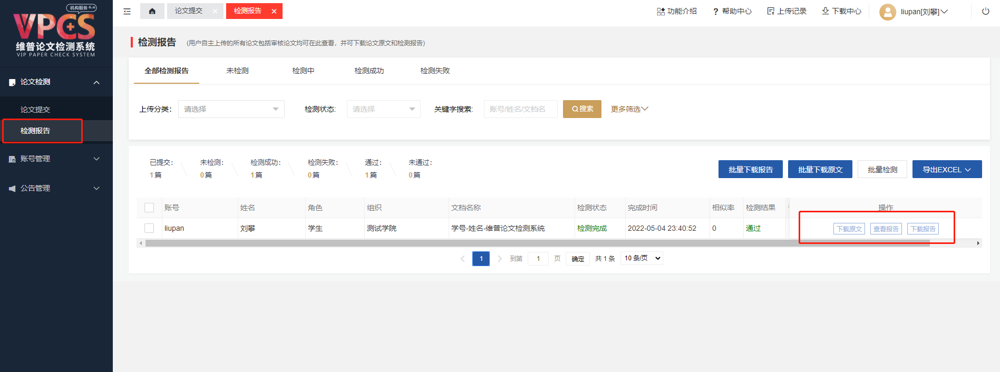 机构服务 6.0
VPCS
维普论文检测系统
VIP PAPER CHECK SYSTEM
论文检测
论文提交
检测报告
账号管理
公告管理
论文提交
检测报告
功能介绍 帮助中心 上传记录 下载中心 liupan[刘攀]
检测报告 (用户自主上传的所有论文包括审核论文均可在此查看，并可下载论文原文和检测报告)
全部检测报告 未检测 检测中 检测成功 检测失败
上传分类： 请选择 检测状态: 请选择 关键字搜索: 账号/姓名/文档名 搜索 更多筛选
已提交： 未检测： 检测成功： 检测失败： 通过： 未通过：
1篇 0篇 1篇 0篇 1篇 0篇
批量下载报告 批量下载原文 批量检测 导出EXCEL
账号 姓名 角色 组织 文档名称 检测状态 完成时间 相似率 检测结果 操作
liupan 刘攀 学生 测试学院 学号-姓名-维普论文检测系统 检测完成 2022-05-04 23:40:52 0 通过 下载原文 查看报告 下载报告
1 到第 1 页 确定 共 1 条 10 条/页